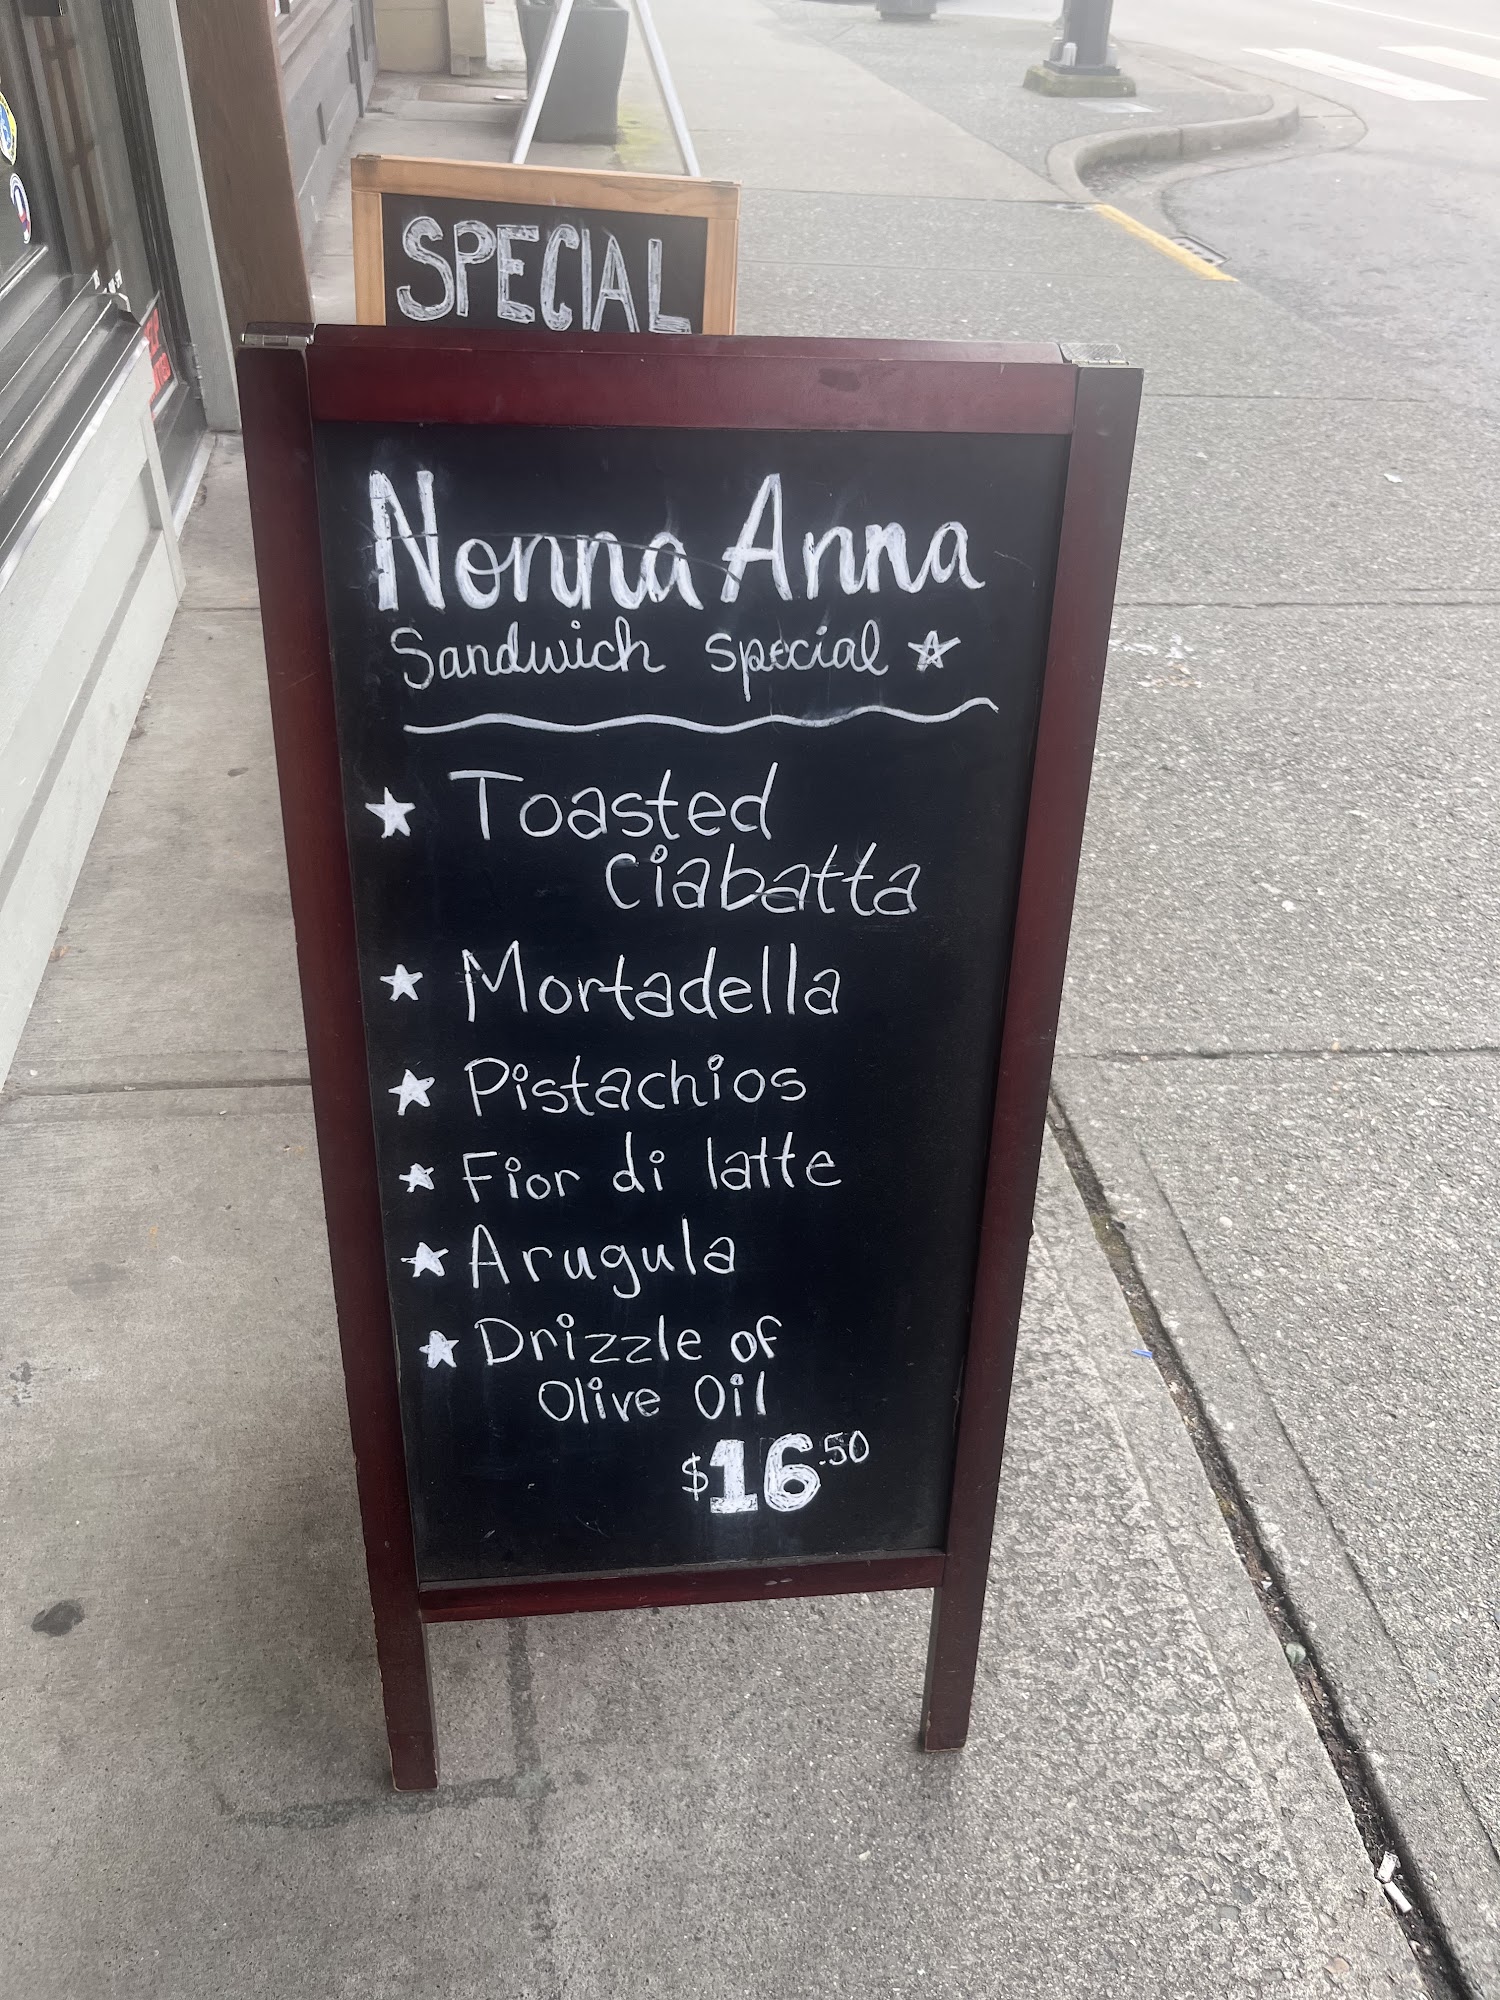 SPECIAL
Nonna Anna
Sandwich special
Toasted
Ciabatta
Mortadella
Pistachios
Fior di latte
Arugula
Drizzle of
Olive Oil
$16.50